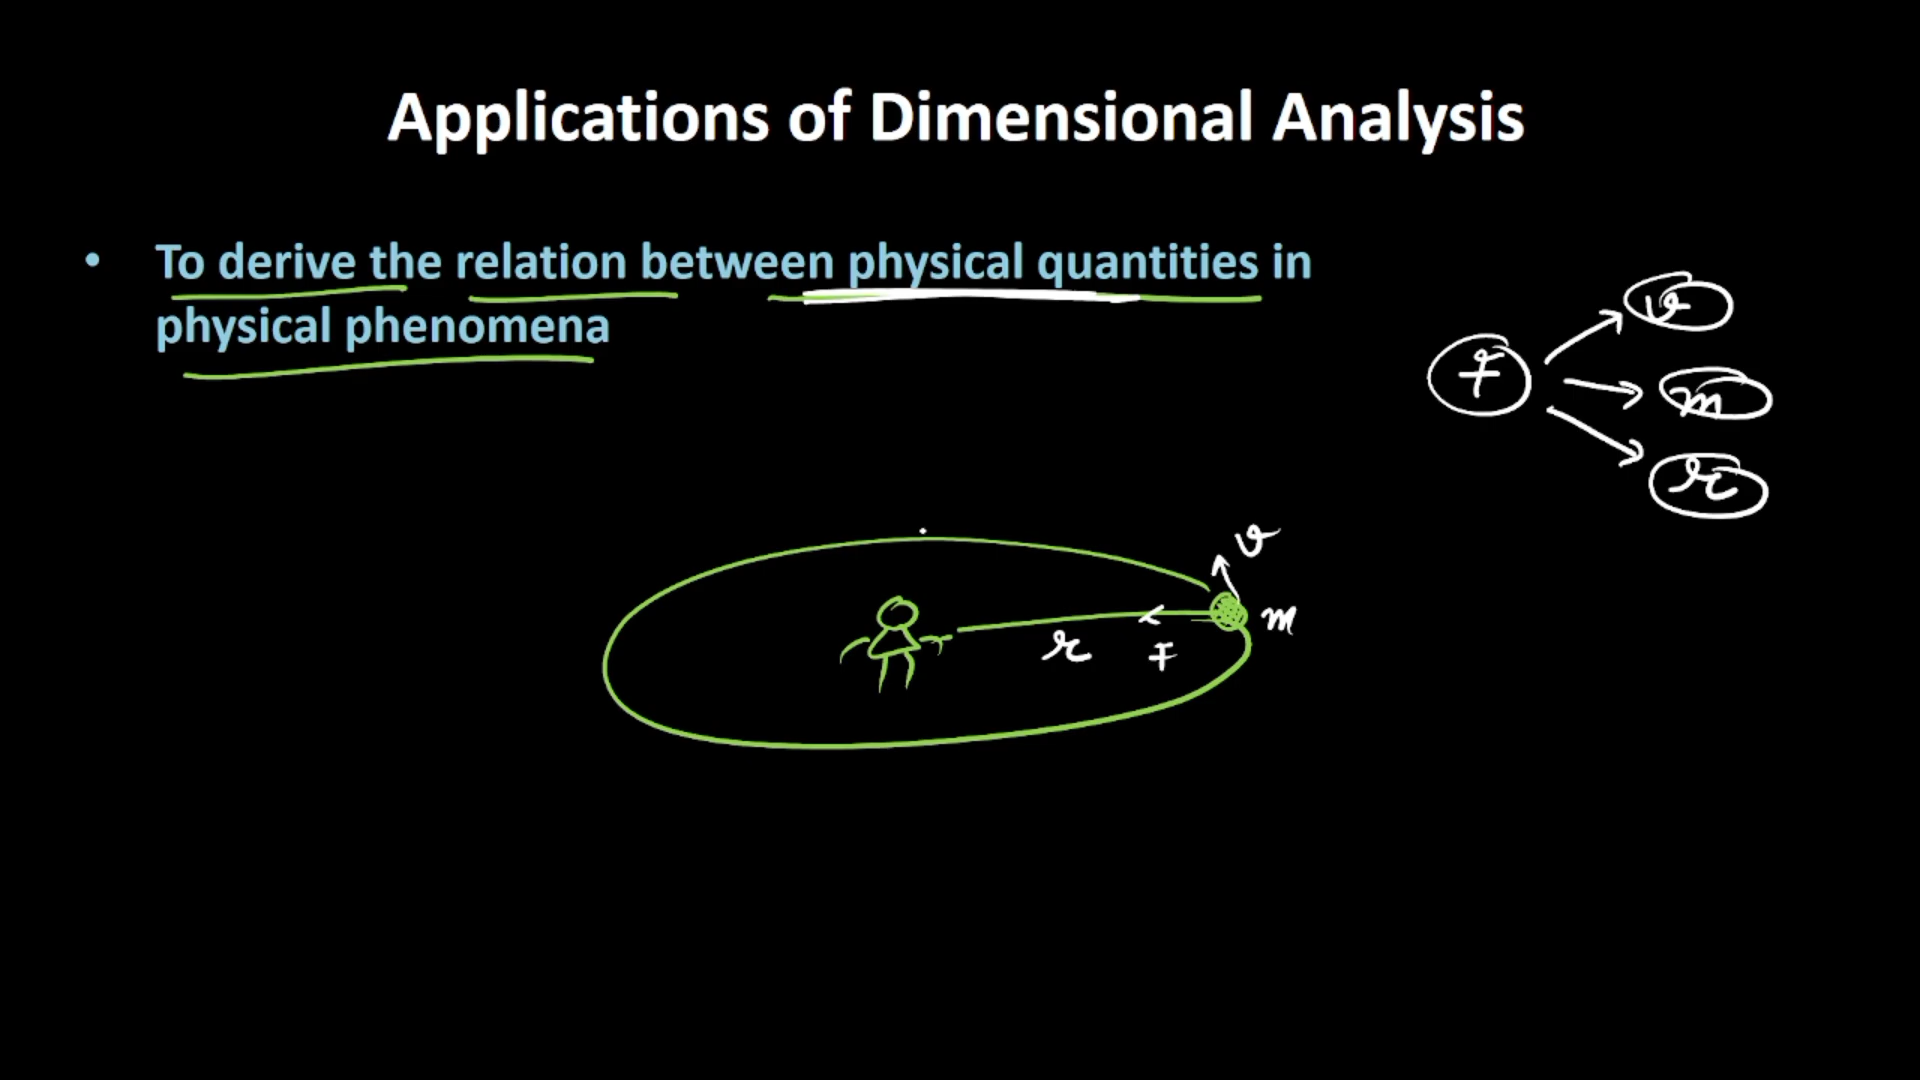 Applications of Dimensional Analysis
• To derive the relation between physical quantities in
physical phenomena
v
F
m
r
v
m
r
F